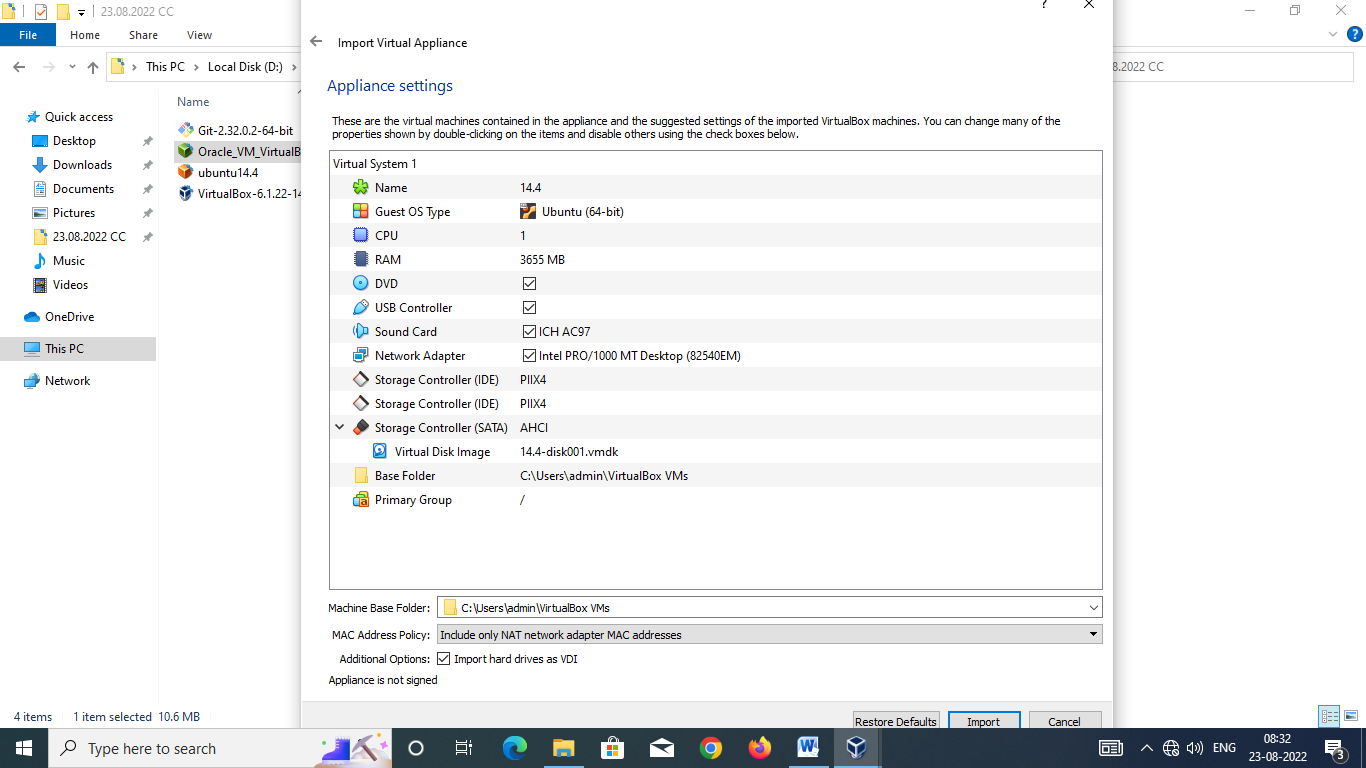 23.08.2022 CC
File Home Share View
This PC Local Disk (D:)
8.2022 CC
Quick access
Desktop
Downloads
Documents
Pictures
23.08.2022 CC
Music
Videos
OneDrive
This PC
Network
Name
Git-2.32.0.2-64-bit
Oracle_VM_VirtualB
ubuntu14.4
VirtualBox-6.1.22-14
?
Import Virtual Appliance
Appliance settings
These are the virtual machines contained in the appliance and the suggested settings of the imported VirtualBox machines. You can change many of the
properties shown by double-clicking on the items and disable others using the check boxes below.
Virtual System 1
Name 14.4
Guest OS Type Ubuntu (64-bit)
CPU 1
RAM 3655 MB
DVD
USB Controller
Sound Card ICH AC97
Network Adapter Intel PRO/1000 MT Desktop (82540EM)
Storage Controller (IDE) PIIX4
Storage Controller (IDE) PIIX4
Storage Controller (SATA) AHCI
Virtual Disk Image 14.4-disk001.vmdk
Base Folder C:\Users\admin\VirtualBox VMs
Primary Group /
Machine Base Folder: C:\Users\admin\VirtualBox VMs
MAC Address Policy: Include only NAT network adapter MAC addresses
Additional Options: Import hard drives as VDI
Appliance is not signed
Restore Defaults Import Cancel
4 items 1 item selected 10.6 MB
Type here to search
ENG
08:32
23-08-2022
3